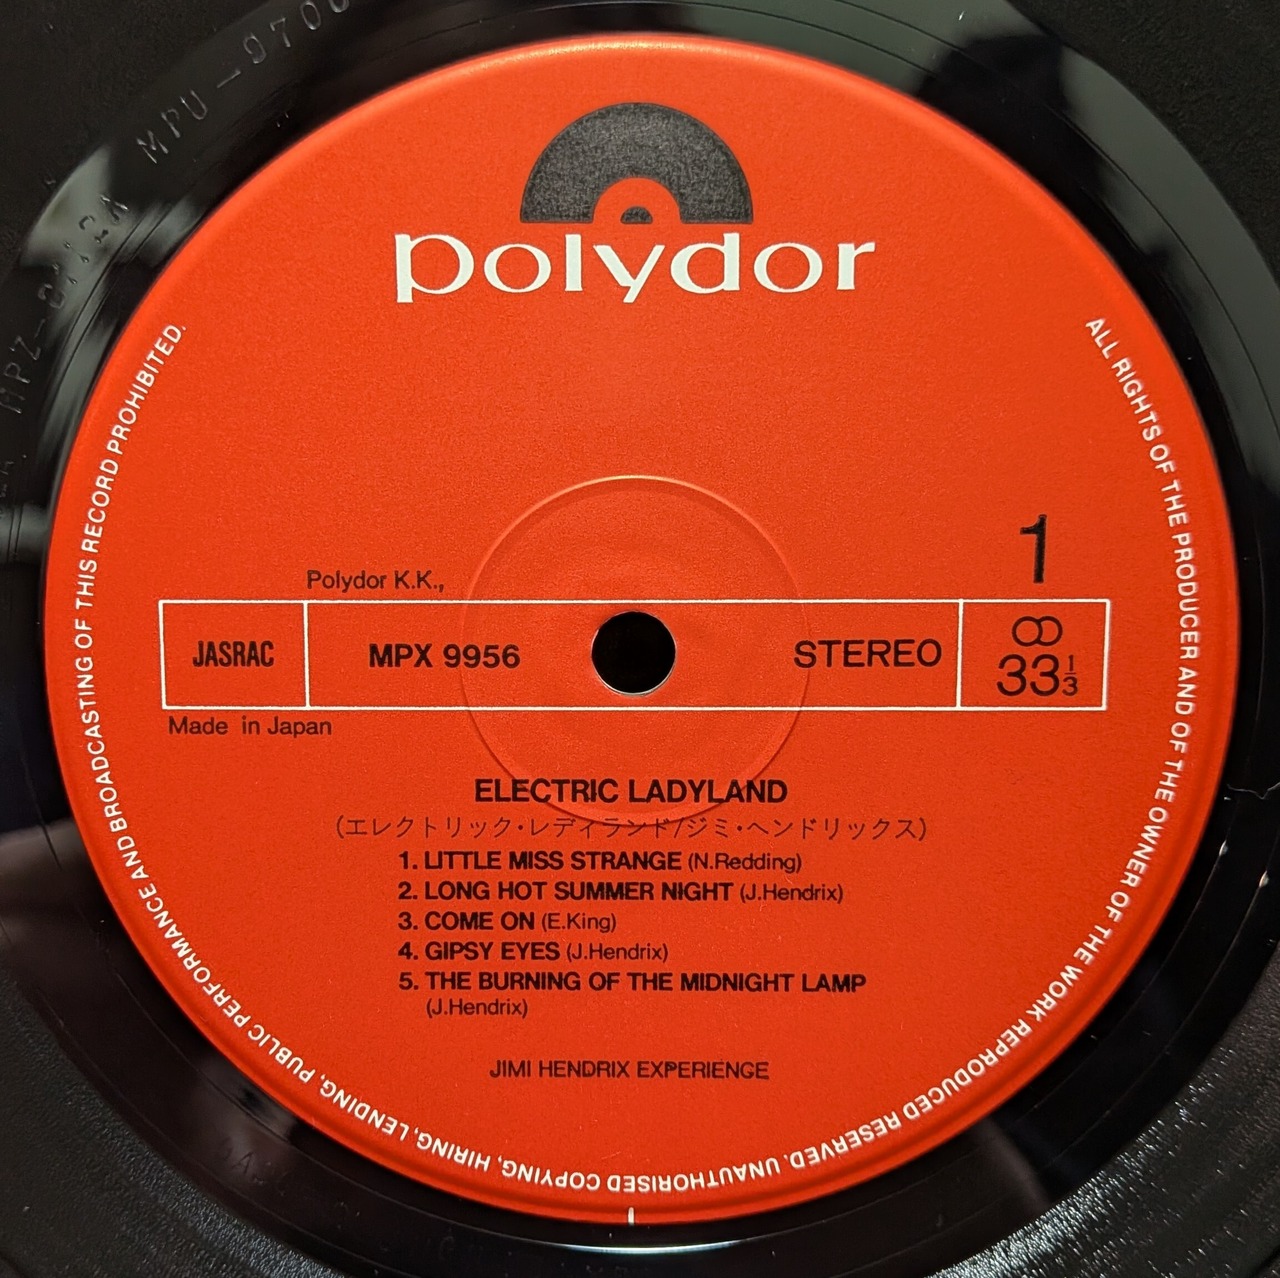 polydor
1
Polydor K.K.,
JASRAC
MPX 9956
STEREO
33 1/3
Made in Japan
ELECTRIC LADYLAND
(エレクトリック・レディランド/ジミ・ヘンドリックス)
1. LITTLE MISS STRANGE (N.Redding)
2. LONG HOT SUMMER NIGHT (J.Hendrix)
3. COME ON (E.King)
4. GIPSY EYES (J.Hendrix)
5. THE BURNING OF THE MIDNIGHT LAMP
(J.Hendrix)
JIMI HENDRIX EXPERIENCE
ALL RIGHTS OF THE PRODUCER AND OF THE OWNER OF THE WORK REPRODUCED RESERVED. UNAUTHORISED COPYING, HIRING, LENDING, PUBLIC PERFORMANCE AND BROADCASTING OF THIS RECORD PROHIBITED.